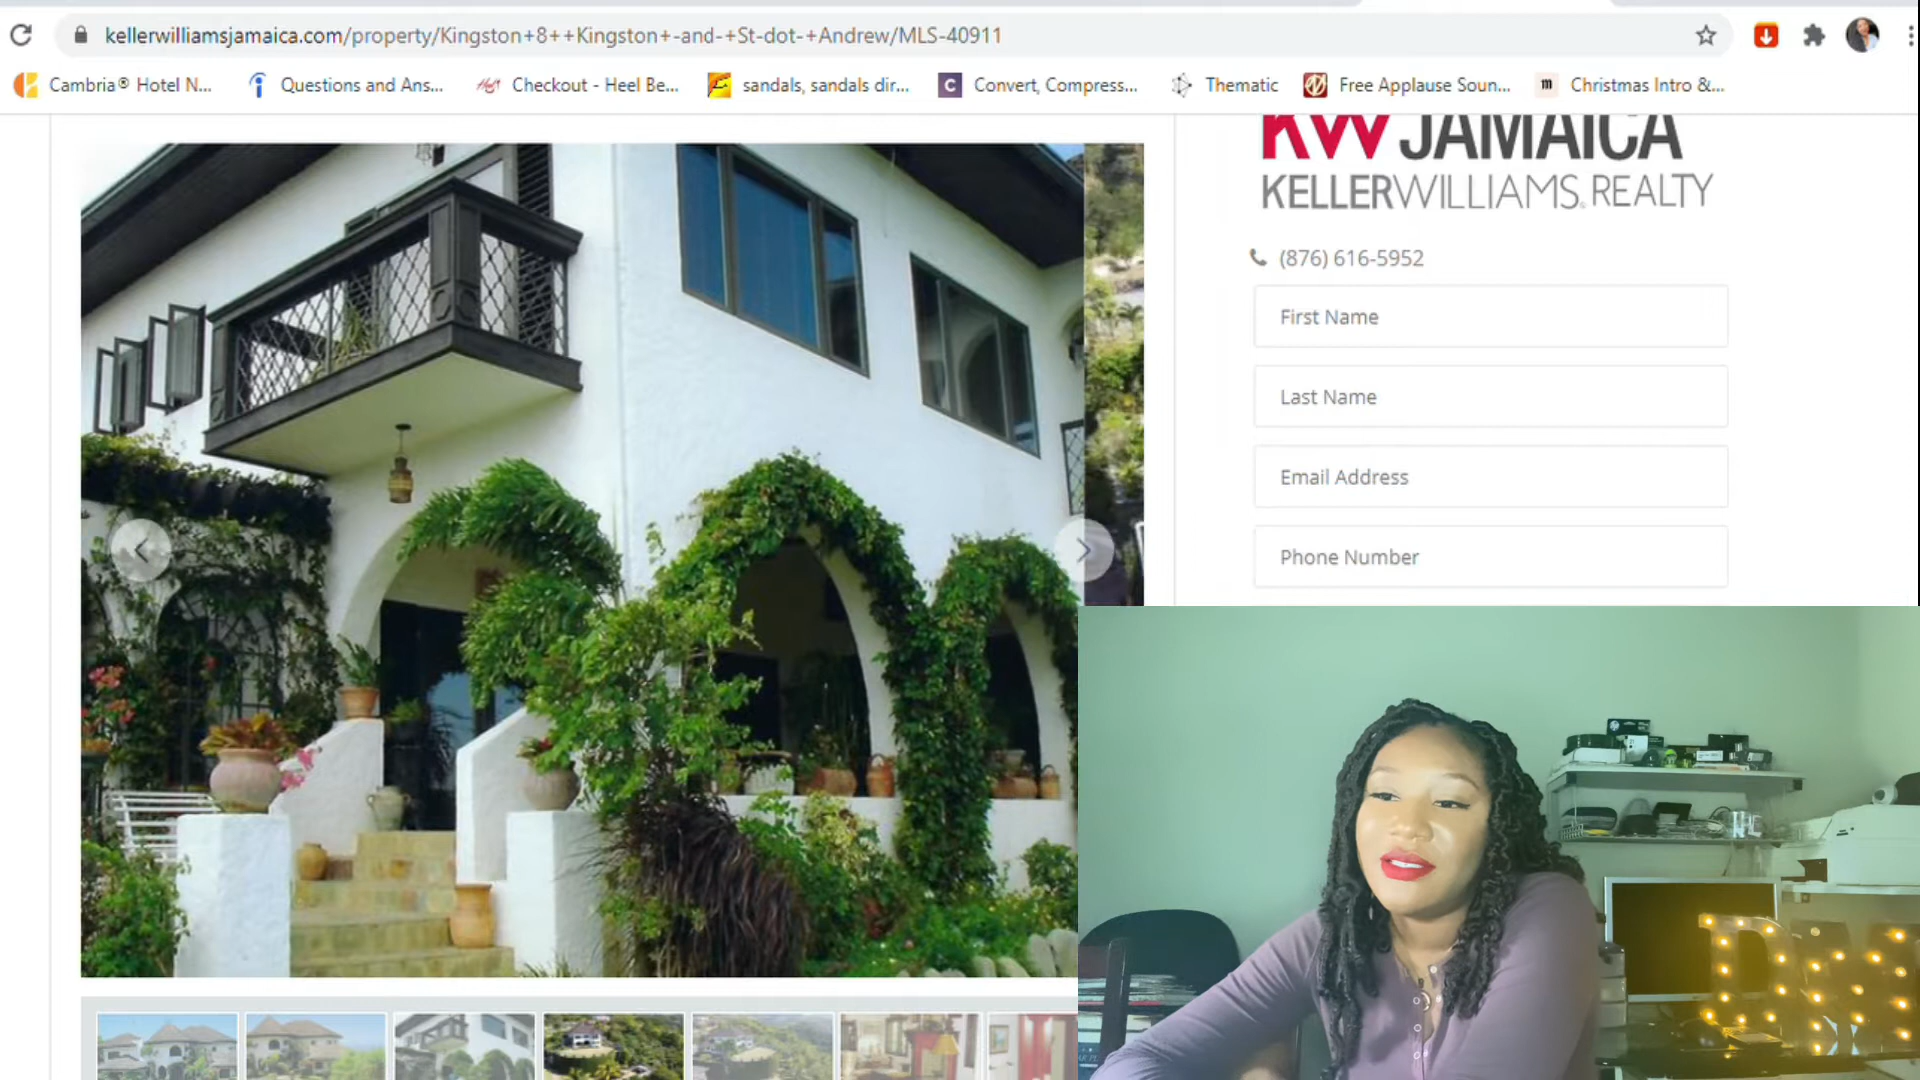 kellerwilliamsjamaica.com/property/Kingston+8++Kingston+-and-+St-dot-+Andrew/MLS-40911
Cambria® Hotel N...
Questions and Ans...
Checkout - Heel Be...
sandals, sandals dir...
C
Convert, Compress...
Thematic
Free Applause Soun...
m
Christmas Intro &...
KW JAMAICA
KELLERWILLIAMS. REALTY
(876) 616-5952
First Name
Last Name
Email Address
Phone Number